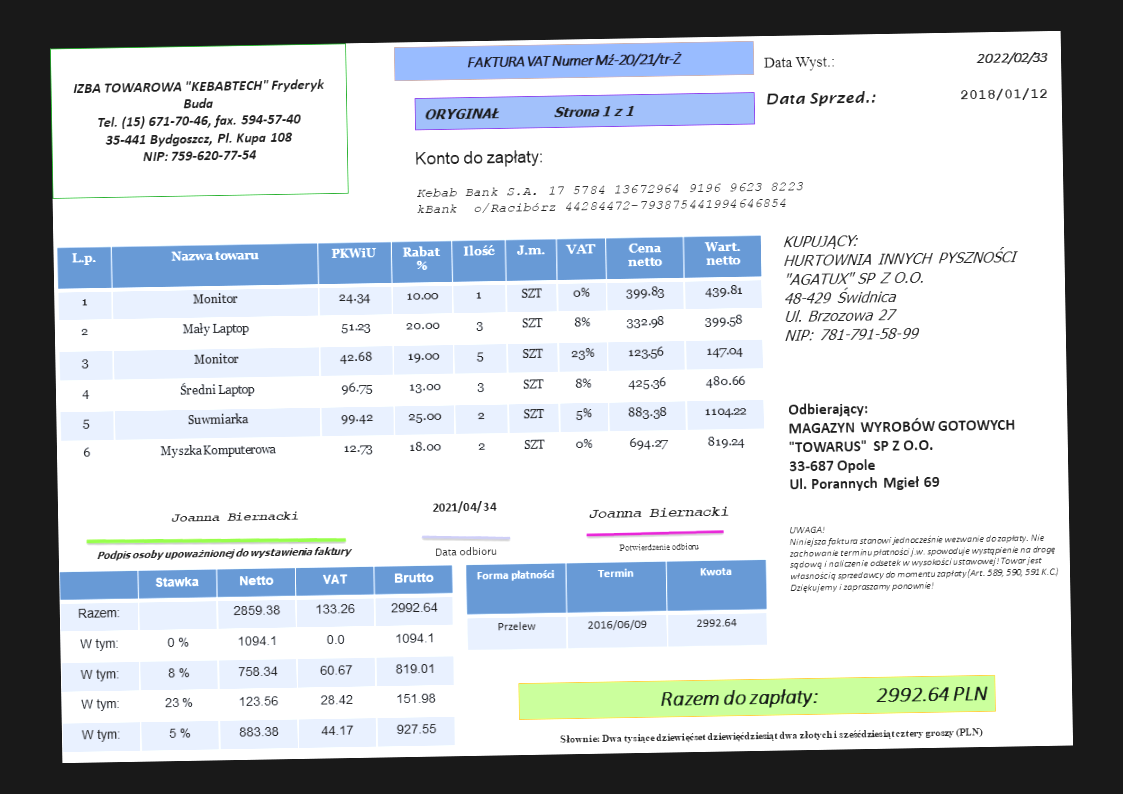 IZBA TOWAROWA "KEBABTECH" Fryderyk
Buda
Tel. (15) 671-70-46, fax. 594-57-40
35-441 Bydgoszcz, Pl. Kupa 108
NIP: 759-620-77-54
FAKTURA VAT Numer Mź-20/21/tr-Ż
ORYGINAŁ Strona 1 z 1
Data Wyst.: 2022/02/33
Data Sprzed.: 2018/01/12
Konto do zapłaty:
Kebab Bank S.A. 17 5784 13672964 9196 9623 8223
kBank o/Racibórz 44284472-793875441994646854
L.p. Nazwa towaru PKWiU Rabat % Ilość J.m. VAT Cena netto Wart. netto
1 Monitor 24.34 10.00 1 SZT 0% 399.83 439.81
2 Mały Laptop 51.23 20.00 3 SZT 8% 332.98 399.58
3 Monitor 42.68 19.00 5 SZT 23% 123.56 147.04
4 Średni Laptop 96.75 13.00 3 SZT 8% 425.36 480.66
5 Suwmiarka 99.42 25.00 2 SZT 5% 883.38 1104.22
6 Myszka Komputerowa 12.73 18.00 2 SZT 0% 694.27 819.24
KUPUJĄCY:
HURTOWNIA INNYCH PYSZNOŚCI
"AGATUX" SP Z O.O.
48-429 Świdnica
Ul. Brzozowa 27
NIP: 781-791-58-99
Odbierający:
MAGAZYN WYROBÓW GOTOWYCH
"TOWARUS" SP Z O.O.
33-687 Opole
Ul. Porannych Mgieł 69
Joanna Biernacki
Podpis osoby upoważnionej do wystawienia faktury
2021/04/34
Data odbioru
Joanna Biernacki
Potwierdzenie odbioru
UWAGA!
Niniejsza faktura stanowi jednocześnie wezwanie do zapłaty. Nie
zachowanie terminu płatności j.w. spowoduje wystąpienie na drogę
sądową i naliczenie odsetek w wysokości ustawowej! Towar jest
własnością sprzedawcy do momentu zapłaty (Art. 589, 590, 591 K.C.)
Dziękujemy i zapraszamy ponownie!
Stawka Netto VAT Brutto
Razem: 2859.38 133.26 2992.64
W tym: 0 % 1094.1 0.0 1094.1
W tym: 8 % 758.34 60.67 819.01
W tym: 23 % 123.56 28.42 151.98
W tym: 5 % 883.38 44.17 927.55
Forma płatności Termin Kwota
Przelew 2016/06/09 2992.64
Razem do zapłaty: 2992.64 PLN
Słownie: Dwa tysiące dziewięćset dziewięćdziesiąt dwa złotych i sześćdziesiąt cztery groszy (PLN)